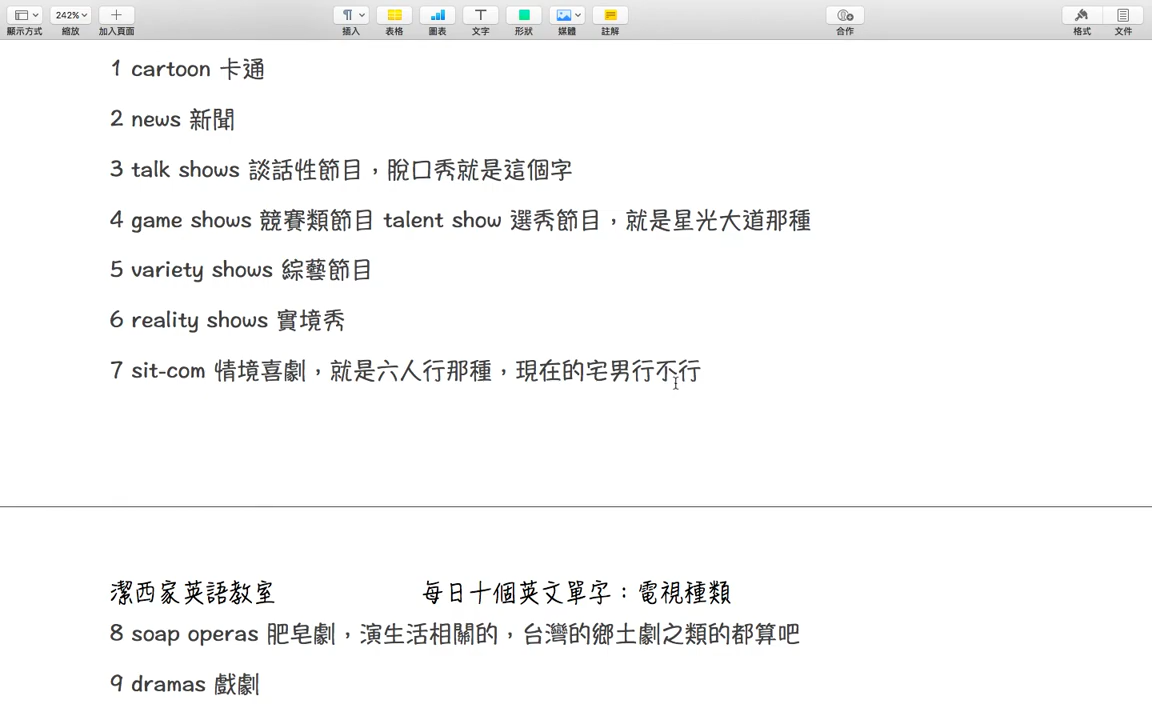 242%
顯示方式 縮放 加入頁面 插入 表格 圖表 文字 形狀 媒體 註解 合作 格式 文件
1 cartoon 卡通
2 news 新聞
3 talk shows 談話性節目，脫口秀就是這個字
4 game shows 競賽類節目 talent show 選秀節目，就是星光大道那種
5 variety shows 綜藝節目
6 reality shows 實境秀
7 sit-com 情境喜劇，就是六人行那種，現在的宅男行不行
潔西家英語教室 每日十個英文單字：電視種類
8 soap operas 肥皂劇，演生活相關的，台灣的鄉土劇之類的都算吧
9 dramas 戲劇